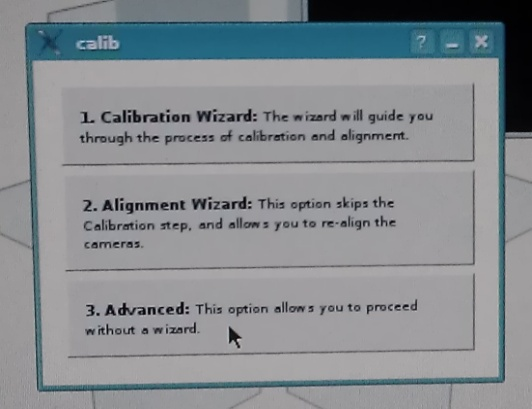 calib
1. Calibration Wizard: The wizard will guide you
through the process of calibration and alignment.
2. Alignment Wizard: This option skips the
Calibration step, and allows you to re-align the
cameras.
3. Advanced: This option allows you to proceed
without a wizard.